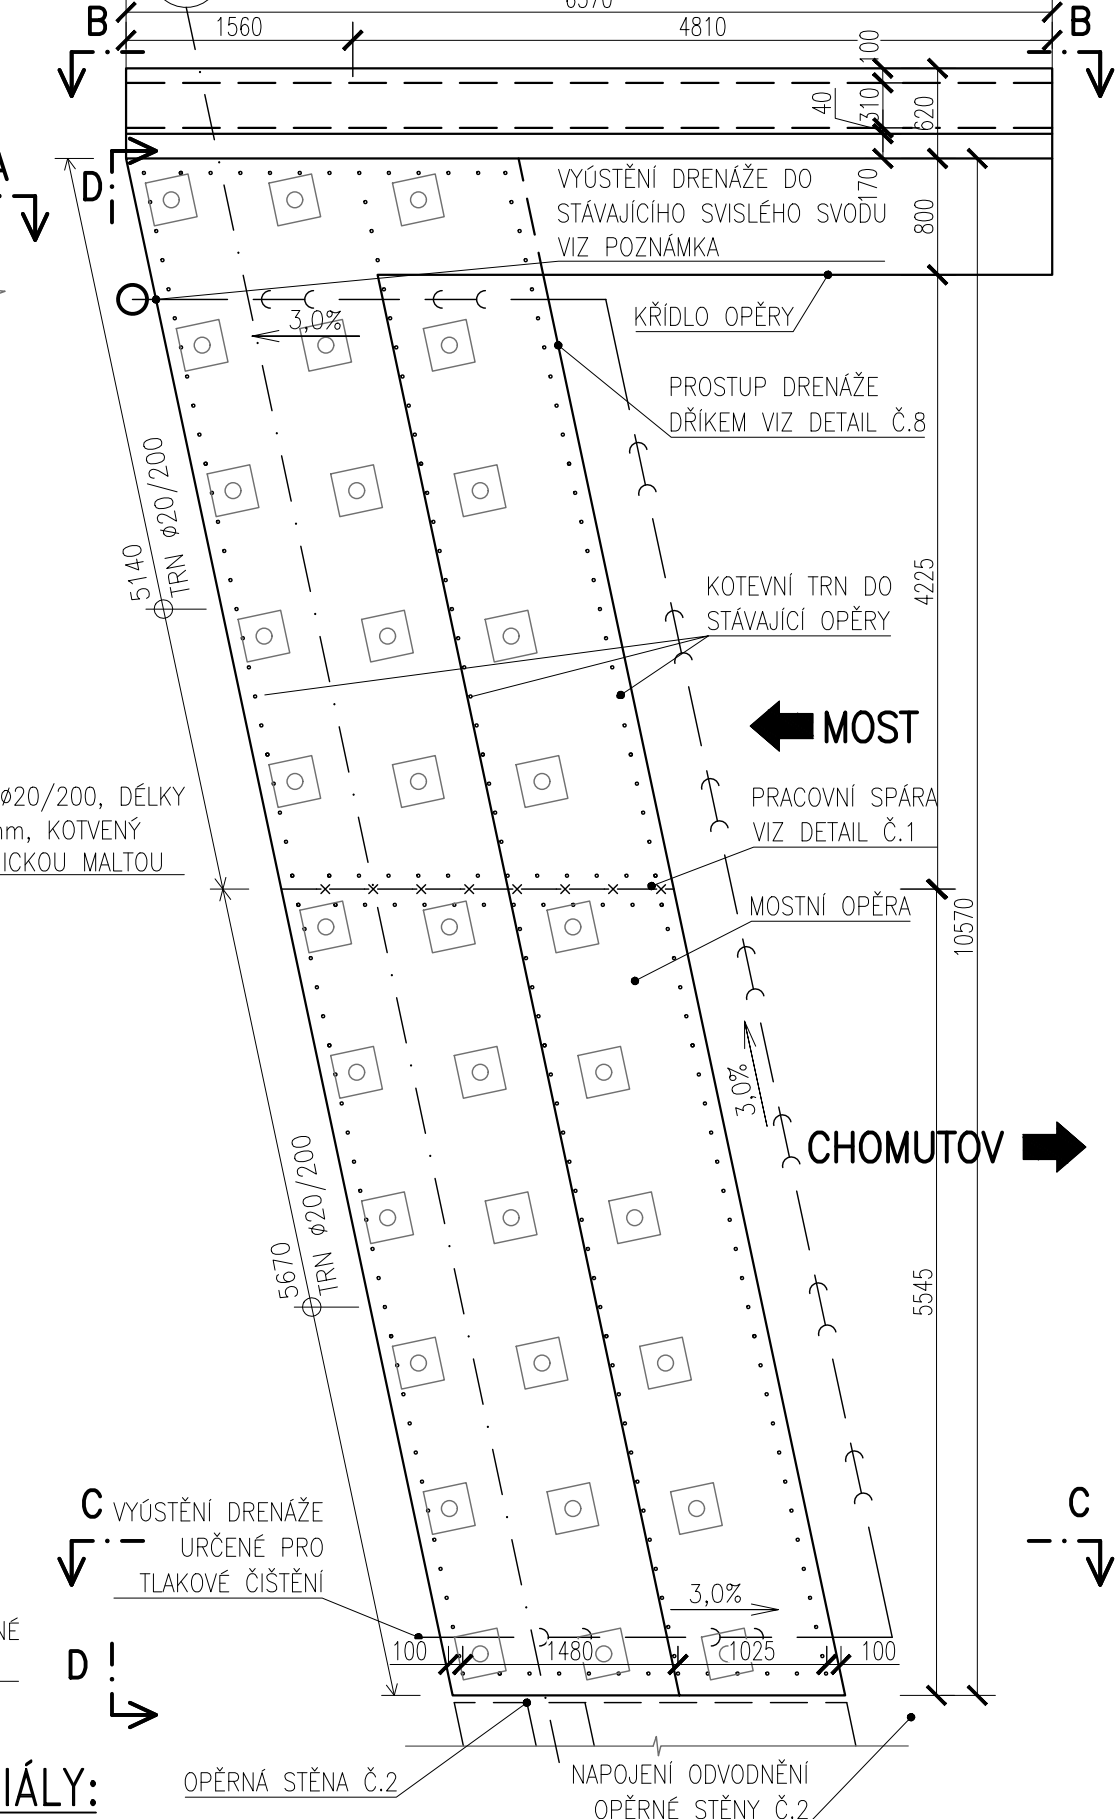 6370
1560
4810
B
B
100
310
40
620
170
800
A
D
VYÚSTĚNÍ DRENÁŽE DO
STÁVAJÍCÍHO SVISLÉHO SVODU
VIZ POZNÁMKA
3,0%
KŘÍDLO OPĚRY
PROSTUP DRENÁŽE
DŘÍKEM VIZ DETAIL Č.8
5140
TRN ø20/200
KOTEVNÍ TRN DO
STÁVAJÍCÍ OPĚRY
4225
MOST
ø20/200, DÉLKY
mm, KOTVENÝ
ICKOU MALTOU
PRACOVNÍ SPÁRA
VIZ DETAIL Č.1
MOSTNÍ OPĚRA
10570
3,0%
CHOMUTOV
5670
TRN ø20/200
5545
C
C
VYÚSTĚNÍ DRENÁŽE
URČENÉ PRO
TLAKOVÉ ČIŠTĚNÍ
3,0%
NÉ
100
1480
1025
100
D
OPĚRNÁ STĚNA Č.2
NAPOJENÍ ODVODNĚNÍ
OPĚRNÉ STĚNY Č.2
IÁLY: